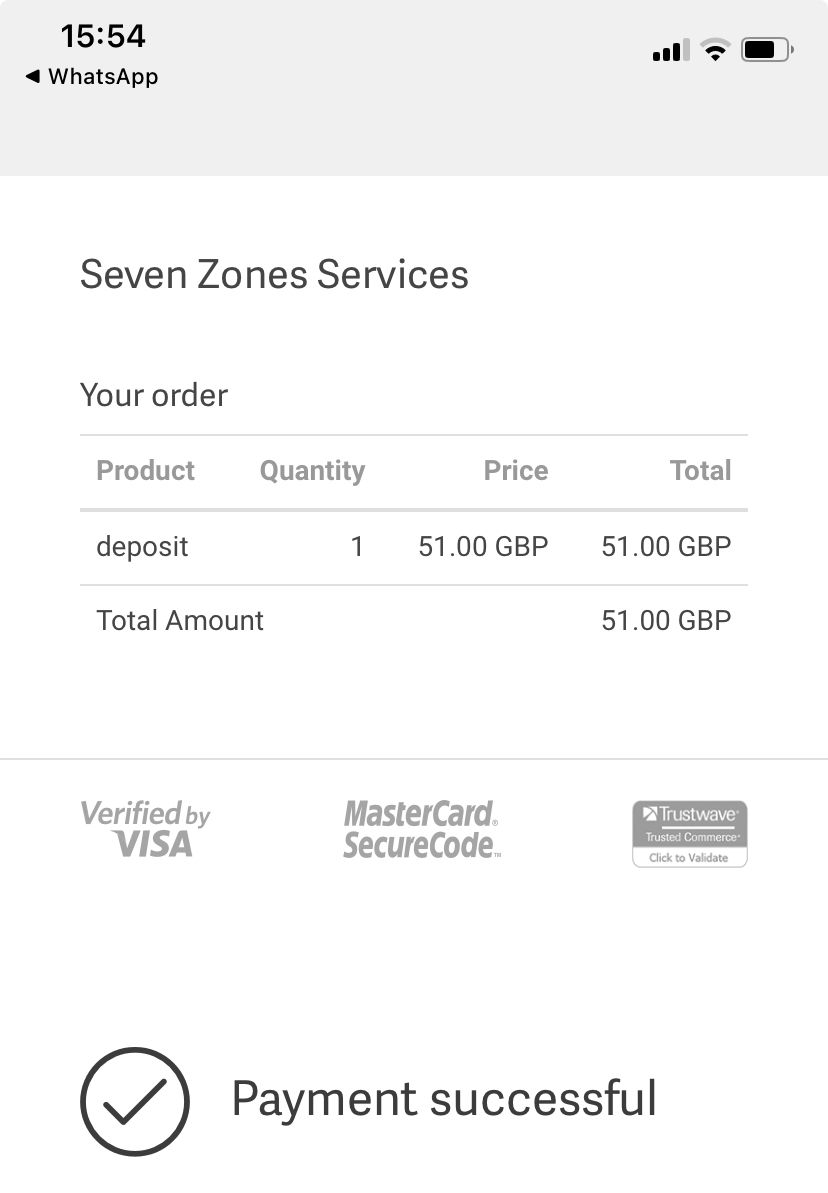 15:54
◀ WhatsApp
Seven Zones Services
Your order
Product Quantity Price Total
deposit 1 51.00 GBP 51.00 GBP
Total Amount 51.00 GBP
Verified by
VISA
MasterCard®
SecureCode™
Trustwave®
Trusted Commerce®
Click to Validate
Payment successful